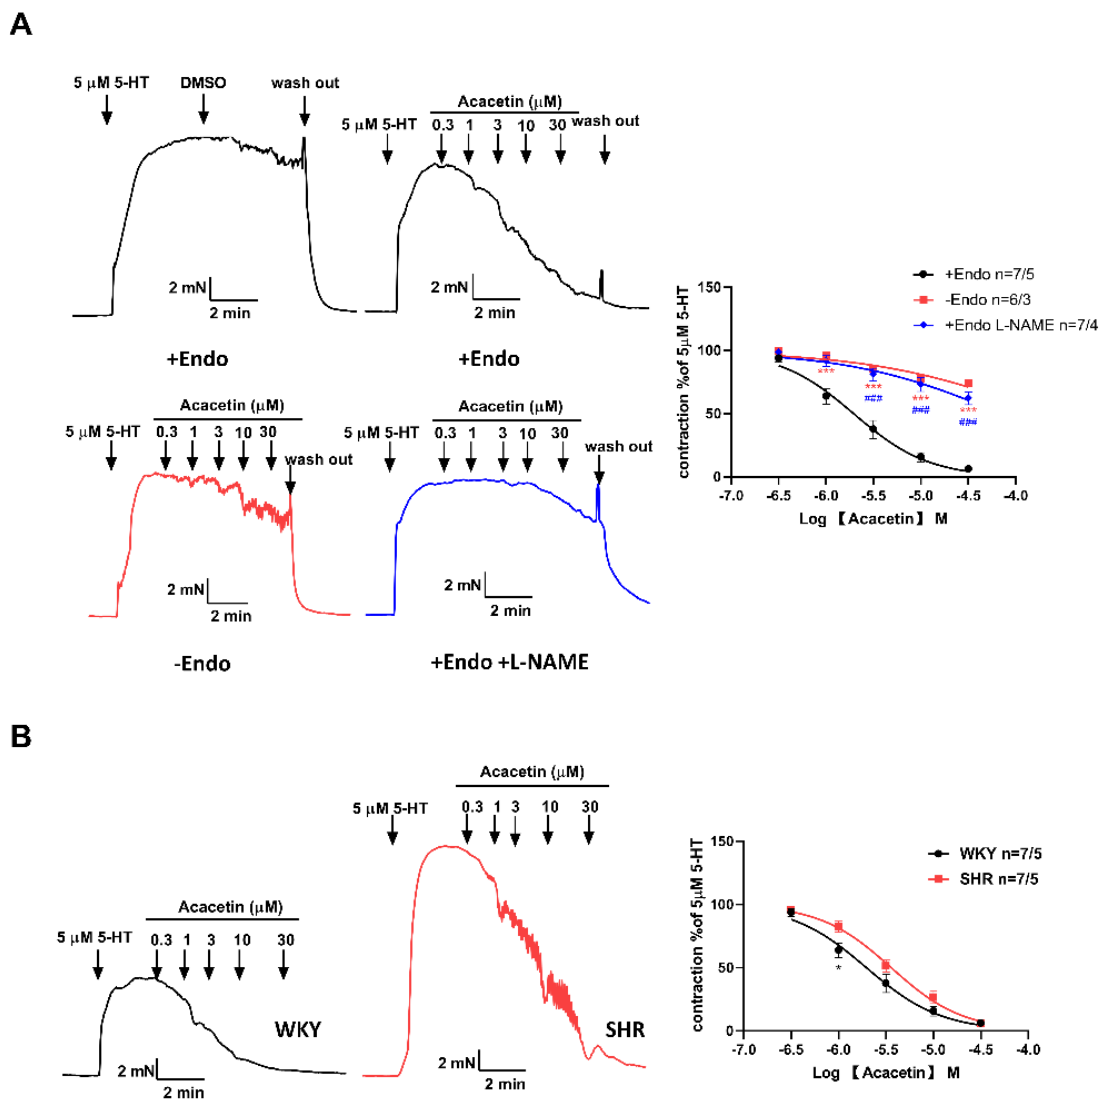 A
5 μM 5-HT DMSO wash out
Acacetin (μM)
5 μM 5-HT 0.3 1 3 10 30 wash out
2 mN
2 min
2 mN
2 min
+Endo
+Endo
Acacetin (μM)
5 μM 5-HT 0.3 1 3 10 30 wash out
Acacetin (μM)
5 μM 5-HT 0.3 1 3 10 30 wash out
2 mN
2 min
2 mN
2 min
-Endo
+Endo +L-NAME
+Endo n=7/5
-Endo n=6/3
+Endo L-NAME n=7/4
contraction %of 5μM 5-HT
150
100
50
0
***
***
###
***
###
***
###
-7.0 -6.5 -6.0 -5.5 -5.0 -4.5 -4.0
Log 【Acacetin】 M
B
Acacetin (μM)
5 μM 5-HT 0.3 1 3 10 30
WKY
2 mN
2 min
Acacetin (μM)
5 μM 5-HT 0.3 1 3 10 30
SHR
2 mN
2 min
WKY n=7/5
SHR n=7/5
contraction %of 5μM 5-HT
150
100
50
0
*
-7.0 -6.5 -6.0 -5.5 -5.0 -4.5 -4.0
Log 【Acacetin】 M